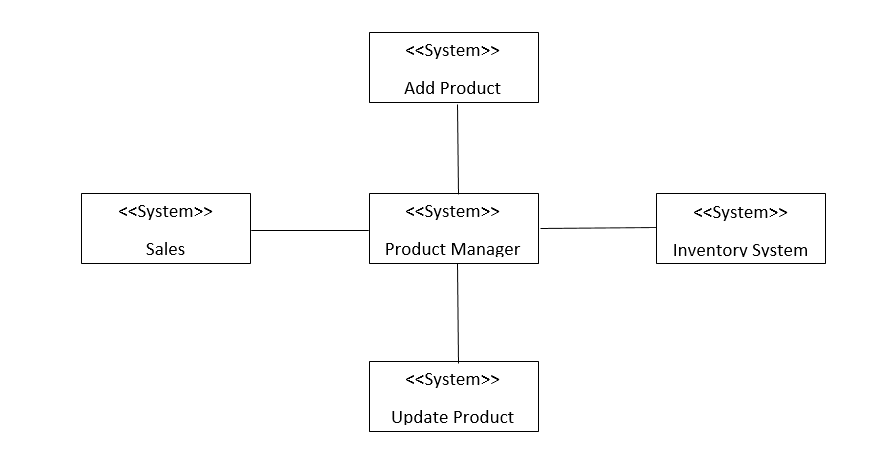 <<System>>
Add Product
<<System>>
Sales
<<System>>
Product Manager
<<System>>
Inventory System
<<System>>
Update Product